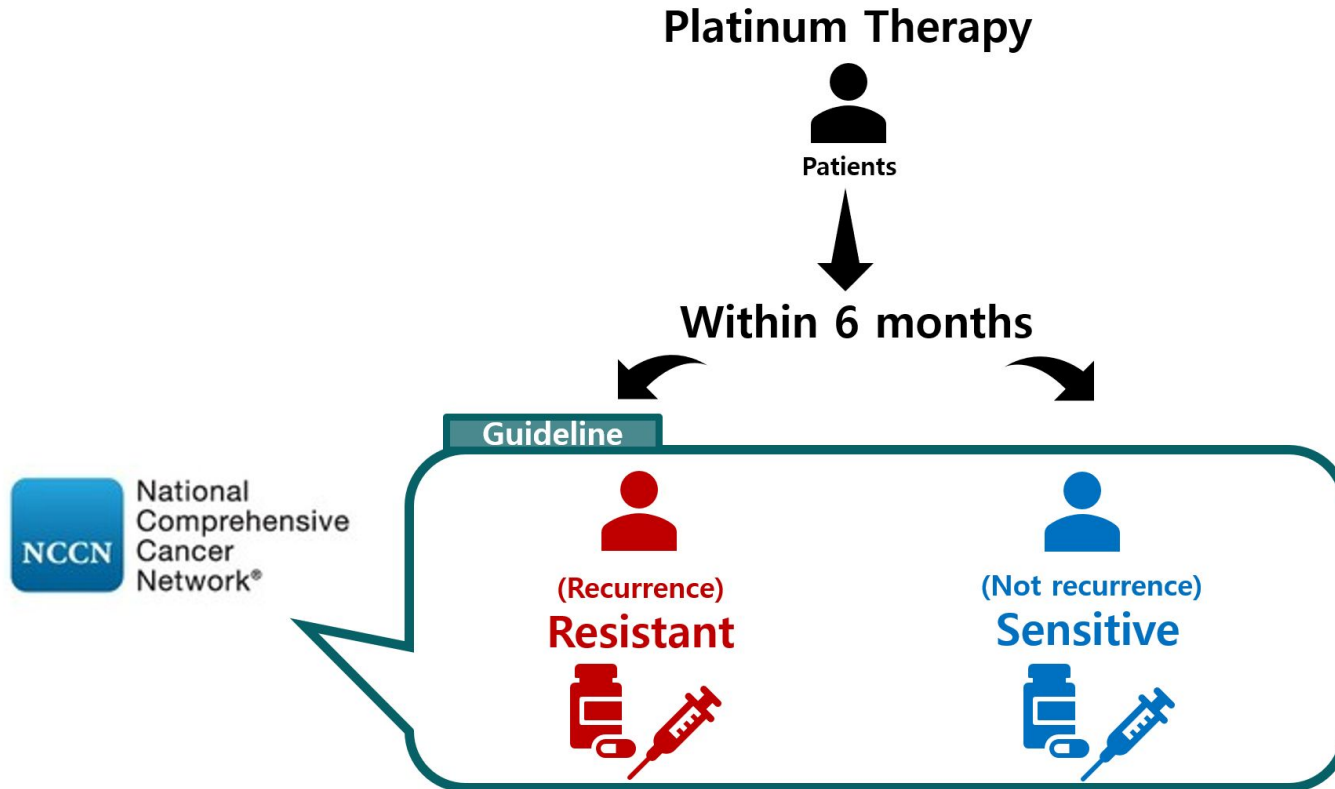 Platinum Therapy
Patients
Within 6 months
Guideline
NCCN
National
Comprehensive
Cancer
Network®
(Recurrence)
Resistant
(Not recurrence)
Sensitive